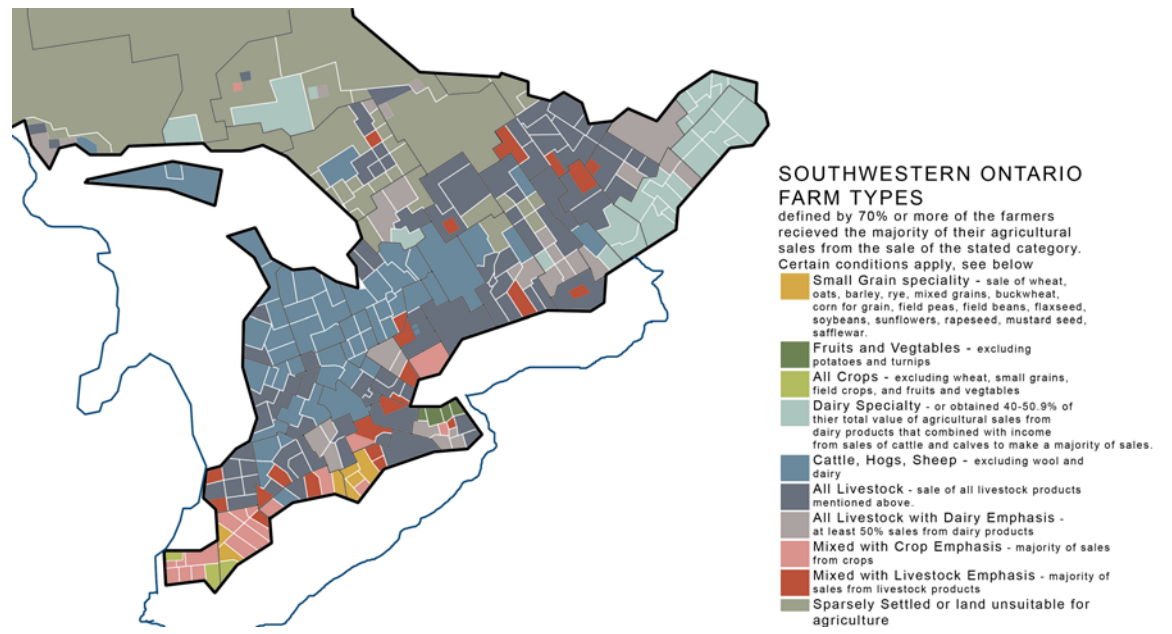 SOUTHWESTERN ONTARIO
FARM TYPES
defined by 70% or more of the farmers
recieved the majority of their agricultural
sales from the sale of the stated category.
Certain conditions apply, see below
Small Grain speciality - sale of wheat,
oats, barley, rye, mixed grains, buckwheat,
corn for grain, field peas, field beans, flaxseed,
soybeans, sunflowers, rapeseed, mustard seed,
safflewar.
Fruits and Vegtables - excluding
potatoes and turnips
All Crops - excluding wheat, small grains,
field crops, and fruits and vegtables
Dairy Specialty - or obtained 40-50.9% of
thier total value of agricultural sales from
dairy products that combined with income
from sales of cattle and calves to make a majority of sales.
Cattle, Hogs, Sheep - excluding wool and
dairy
All Livestock - sale of all livestock products
mentioned above.
All Livestock with Dairy Emphasis -
at least 50% sales from dairy products
Mixed with Crop Emphasis - majority of sales
from crops
Mixed with Livestock Emphasis - majority of
sales from livestock products
Sparsely Settled or land unsuitable for
agriculture